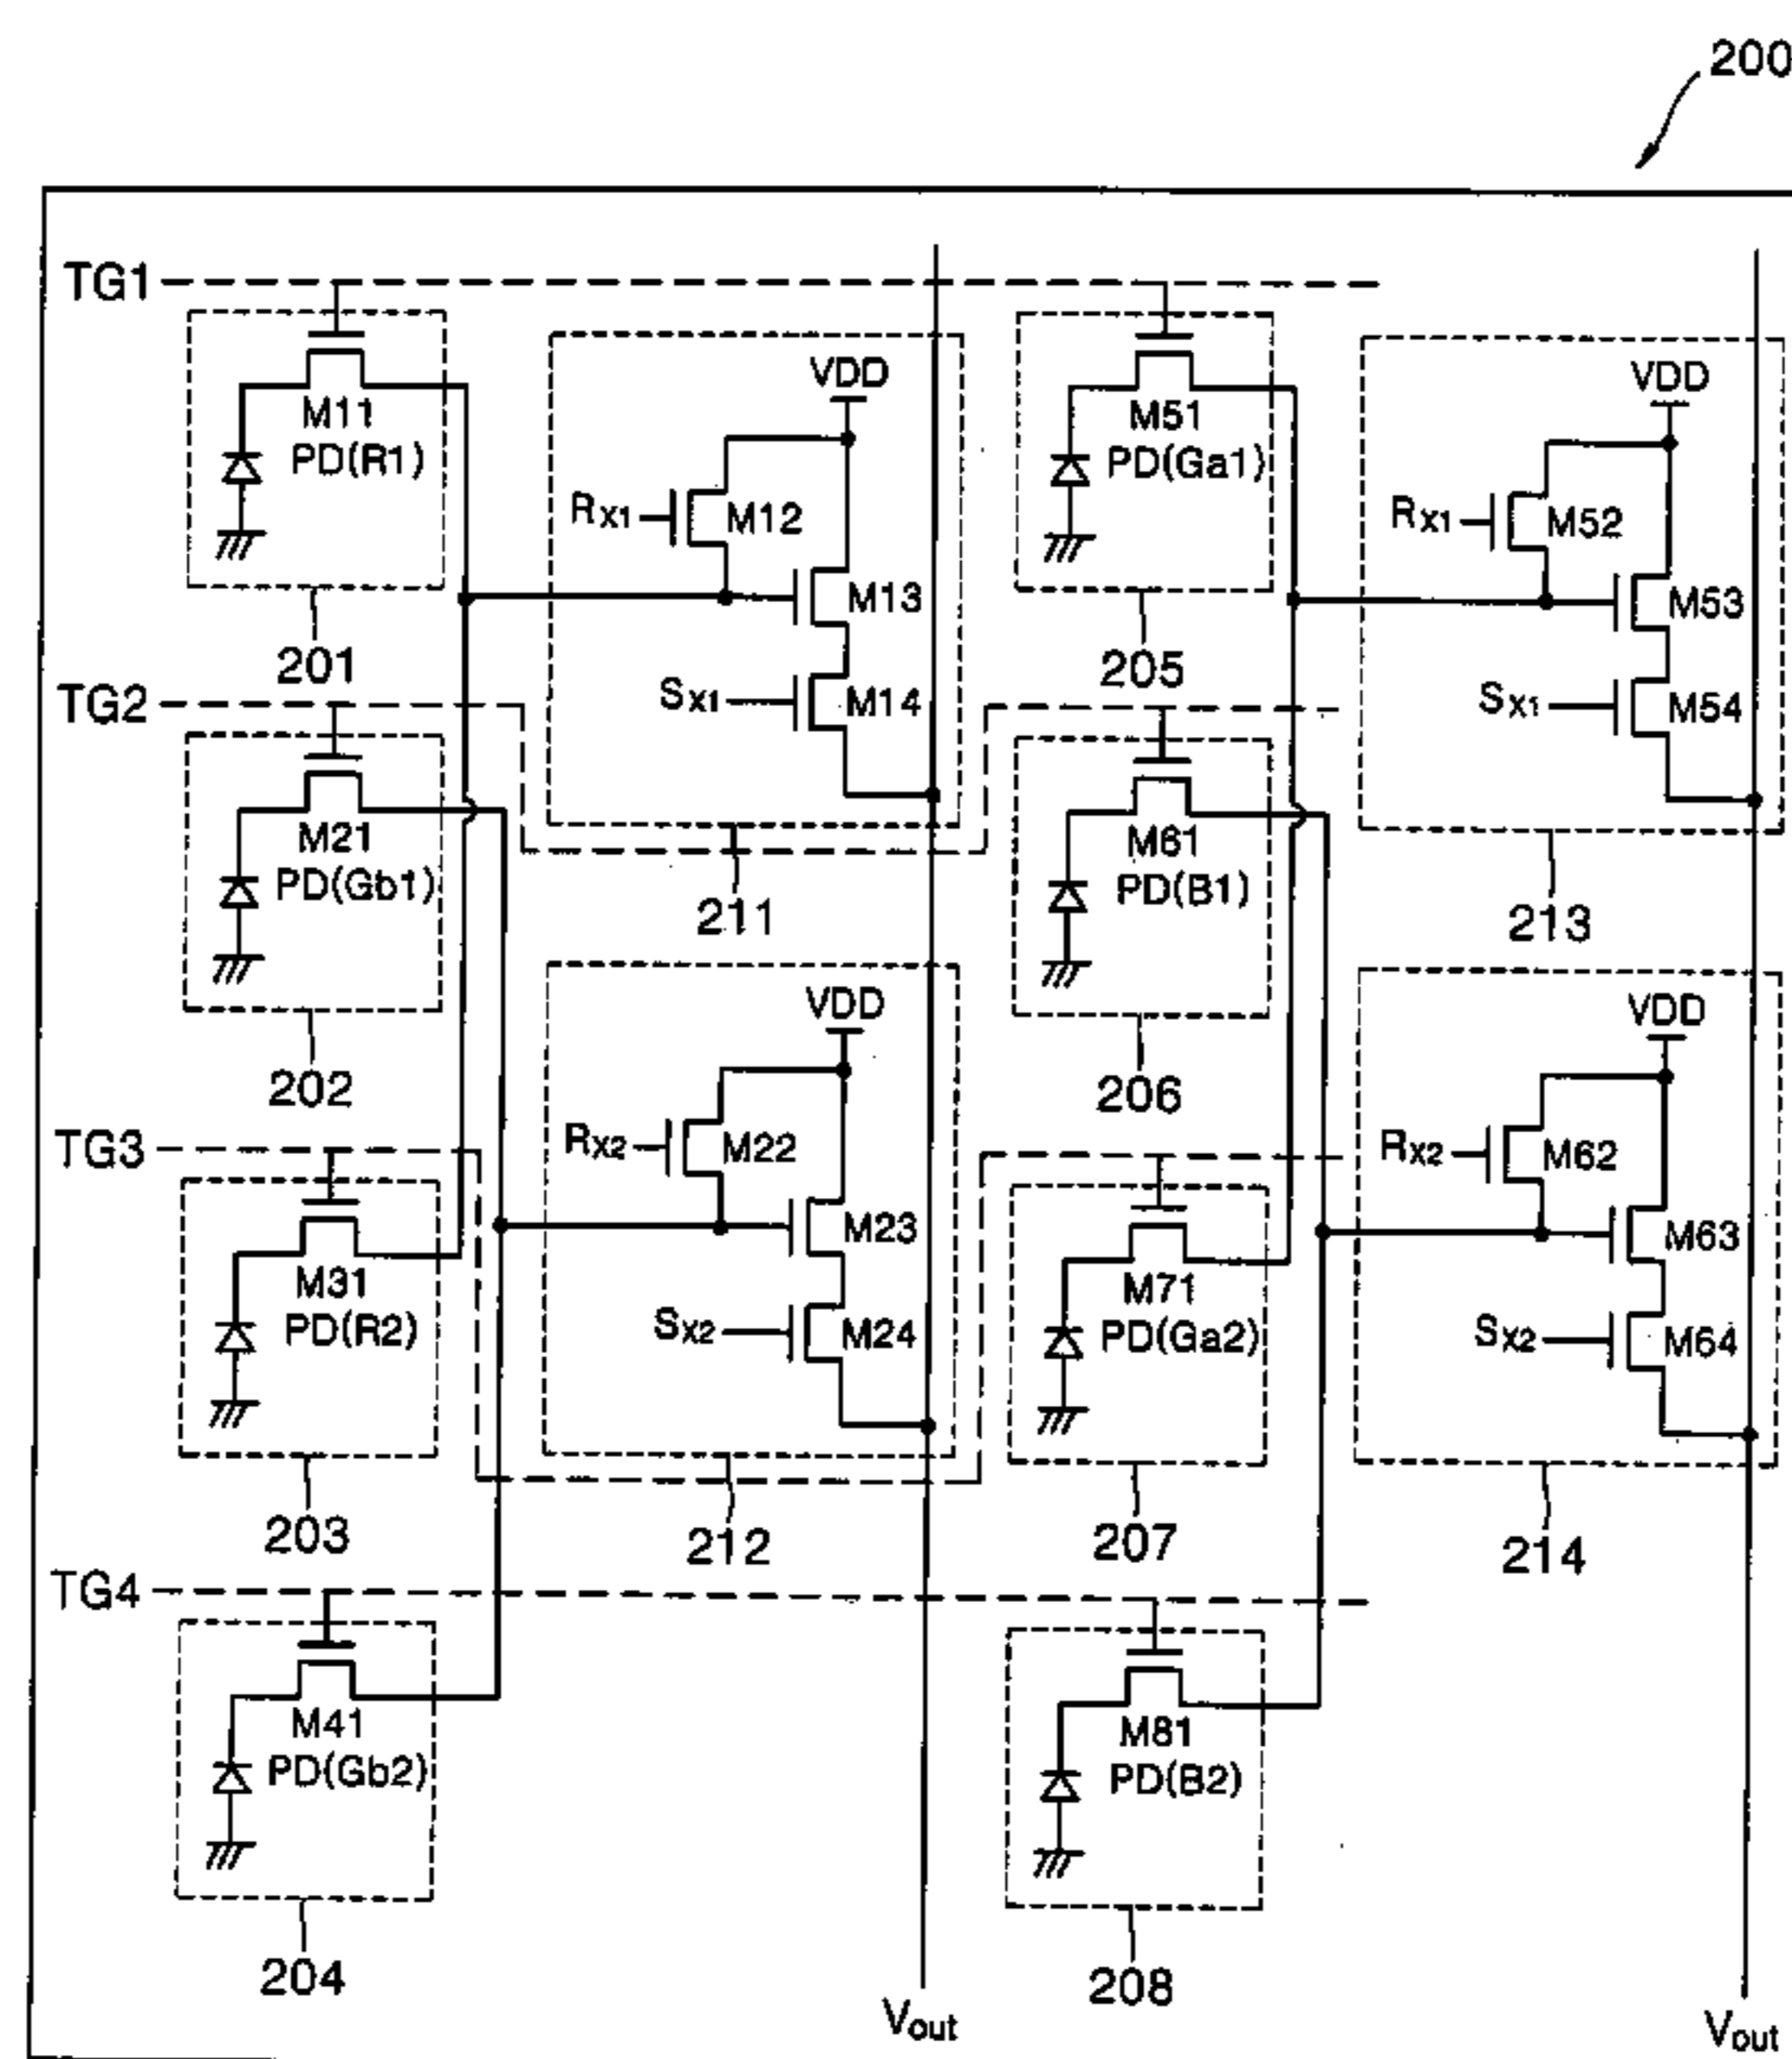 200
TG1
M11
PD(R1)
201
VDD
RX1
M12
M13
SX1
M14
211
M51
PD(Ga1)
205
VDD
RX1
M52
M53
SX1
M54
213
TG2
M21
PD(Gb1)
202
M61
PD(B1)
206
VDD
RX2
M22
M23
SX2
M24
212
VDD
RX2
M62
M63
SX2
M64
214
TG3
M31
PD(R2)
203
M71
PD(Ga2)
207
TG4
M41
PD(Gb2)
204
M81
PD(B2)
208
Vout
Vout